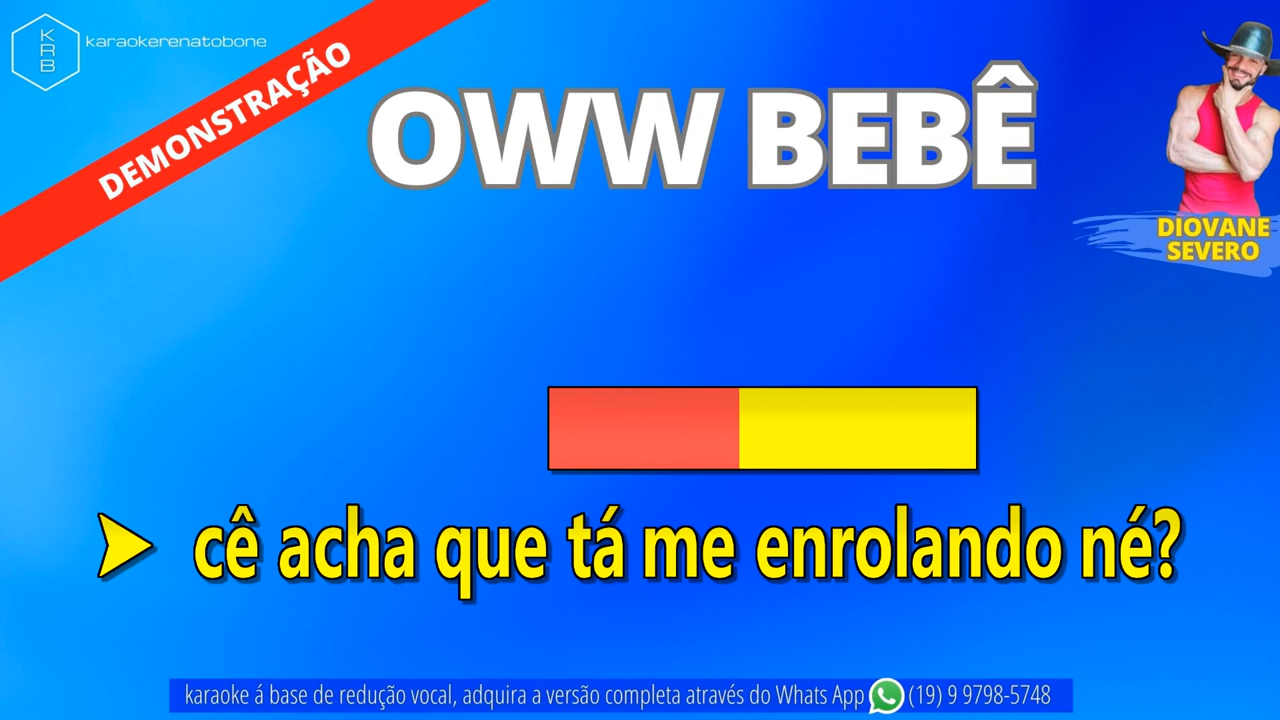 KRB
karaokerenatobone
DEMONSTRAÇÃO
OWW BEBÊ
DIOVANE
SEVERO
cê acha que tá me enrolando né?
karaoke á base de redução vocal, adquira a versão completa através do Whats App (19) 9 9798-5748